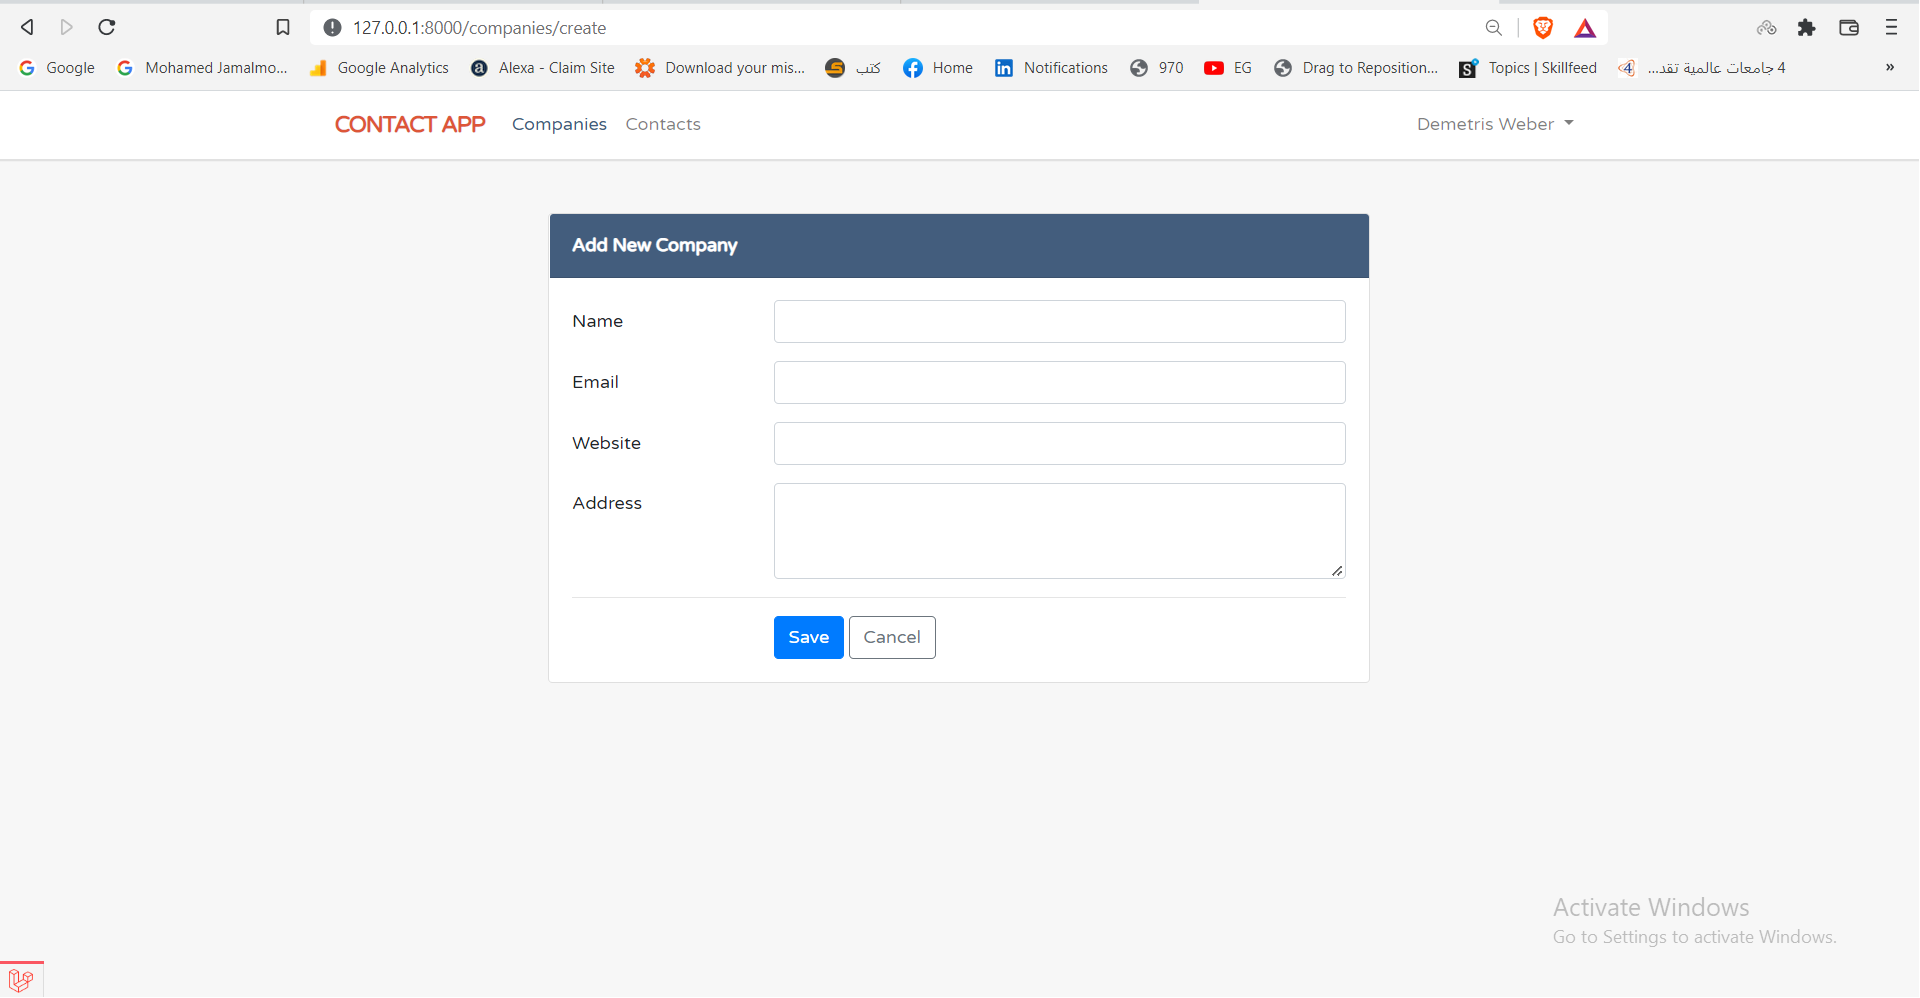 127.0.0.1:8000/companies/create
Google Mohamed Jamalmo... Google Analytics Alexa - Claim Site Download your mis... كتب Home Notifications 970 EG Drag to Reposition... Topics | Skillfeed 4 جامعات عالمية تقد... »
CONTACT APP Companies Contacts Demetris Weber
Add New Company
Name
Email
Website
Address
Save Cancel
Activate Windows
Go to Settings to activate Windows.